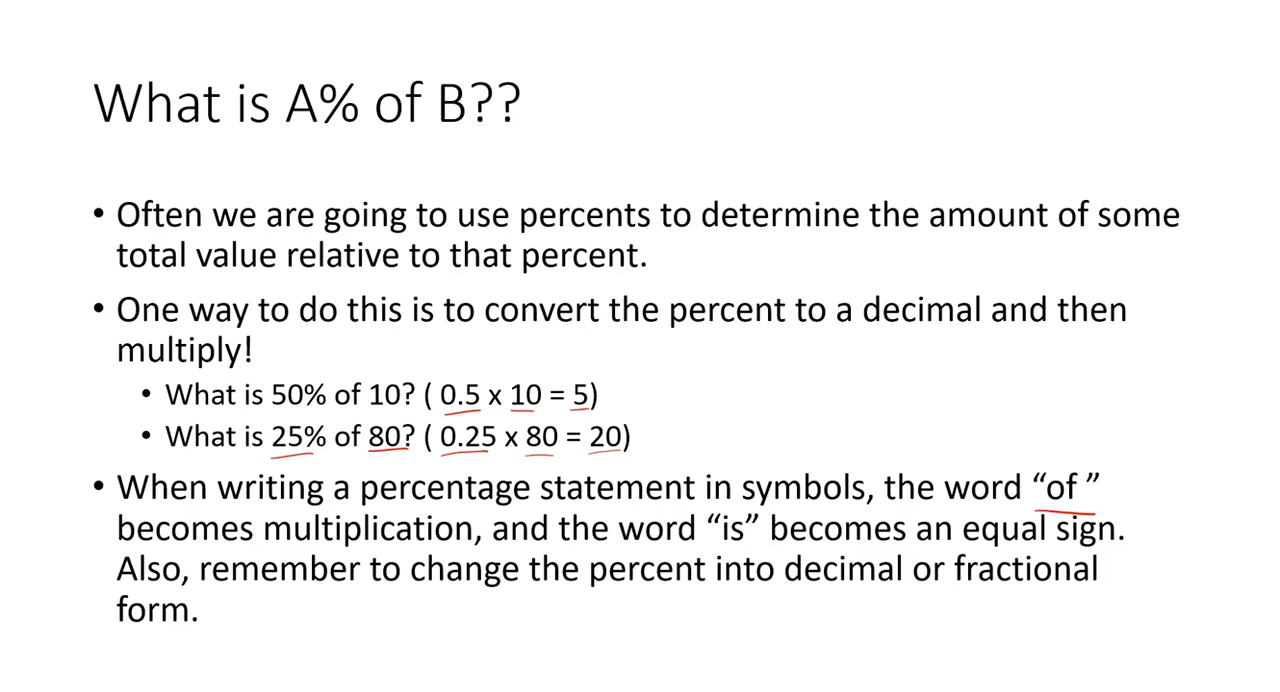 What is A% of B??
• Often we are going to use percents to determine the amount of some
total value relative to that percent.
• One way to do this is to convert the percent to a decimal and then
multiply!
• What is 50% of 10? ( 0.5 x 10 = 5)
• What is 25% of 80? ( 0.25 x 80 = 20)
• When writing a percentage statement in symbols, the word “of ”
becomes multiplication, and the word “is” becomes an equal sign.
Also, remember to change the percent into decimal or fractional
form.